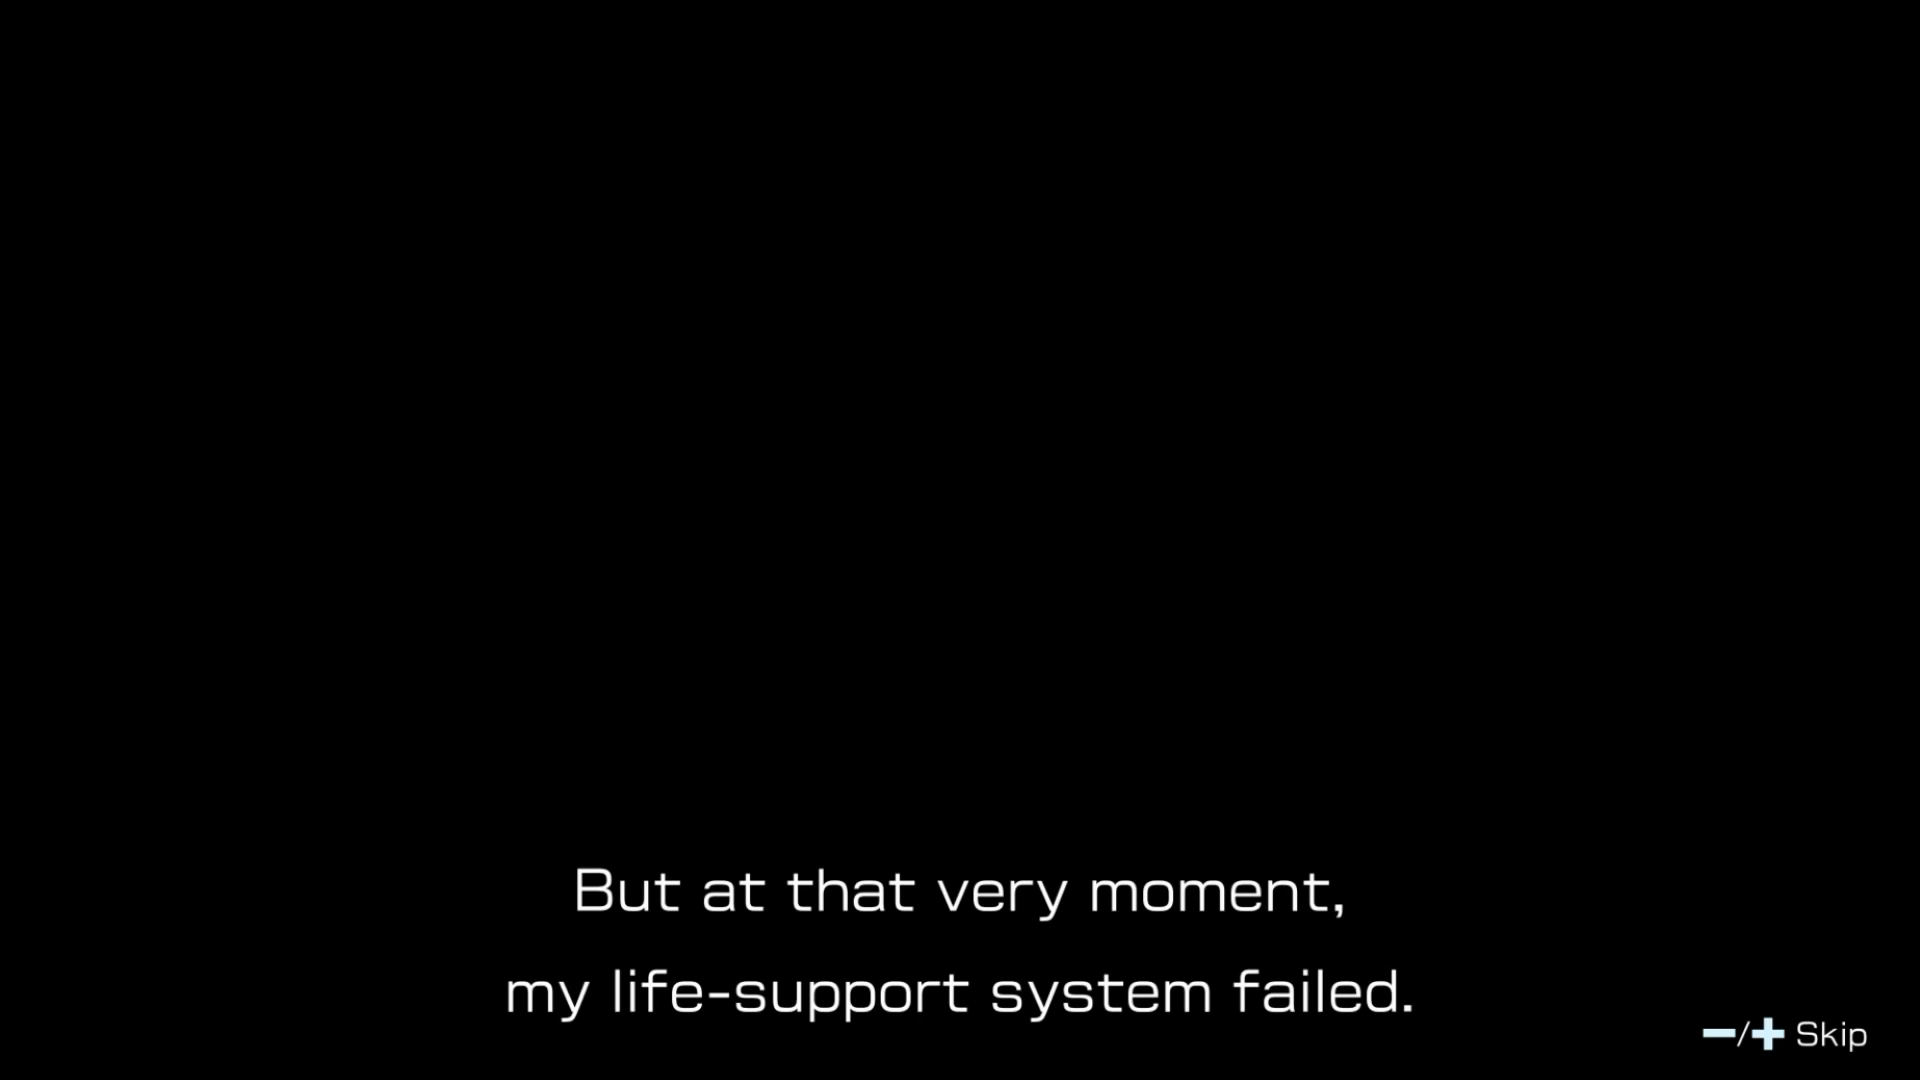 But at that very moment,
my life-support system failed.
−/+ Skip